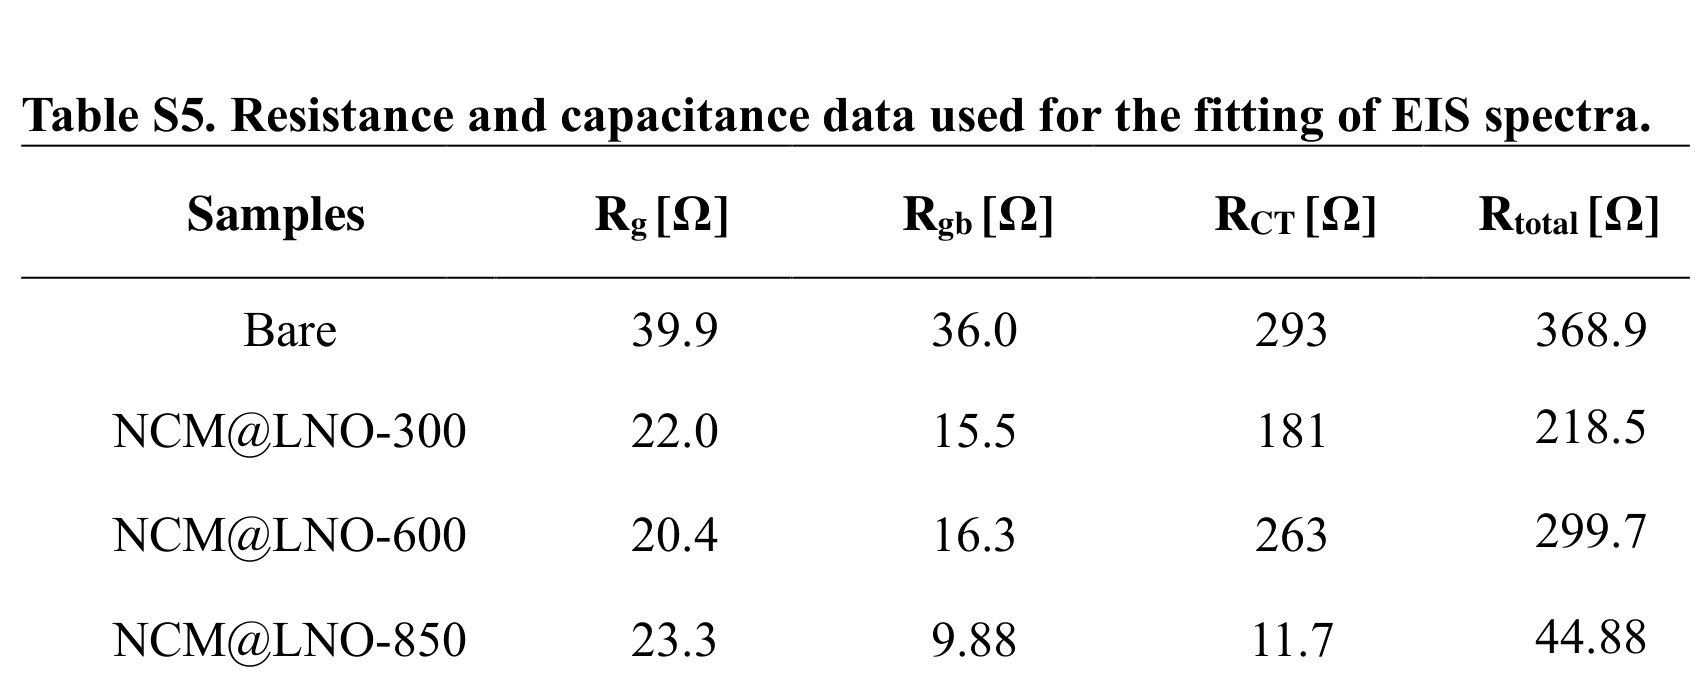 Table S5. Resistance and capacitance data used for the fitting of EIS spectra.
Samples Rg [Ω] Rgb [Ω] RCT [Ω] Rtotal [Ω]
Bare 39.9 36.0 293 368.9
NCM@LNO-300 22.0 15.5 181 218.5
NCM@LNO-600 20.4 16.3 263 299.7
NCM@LNO-850 23.3 9.88 11.7 44.88